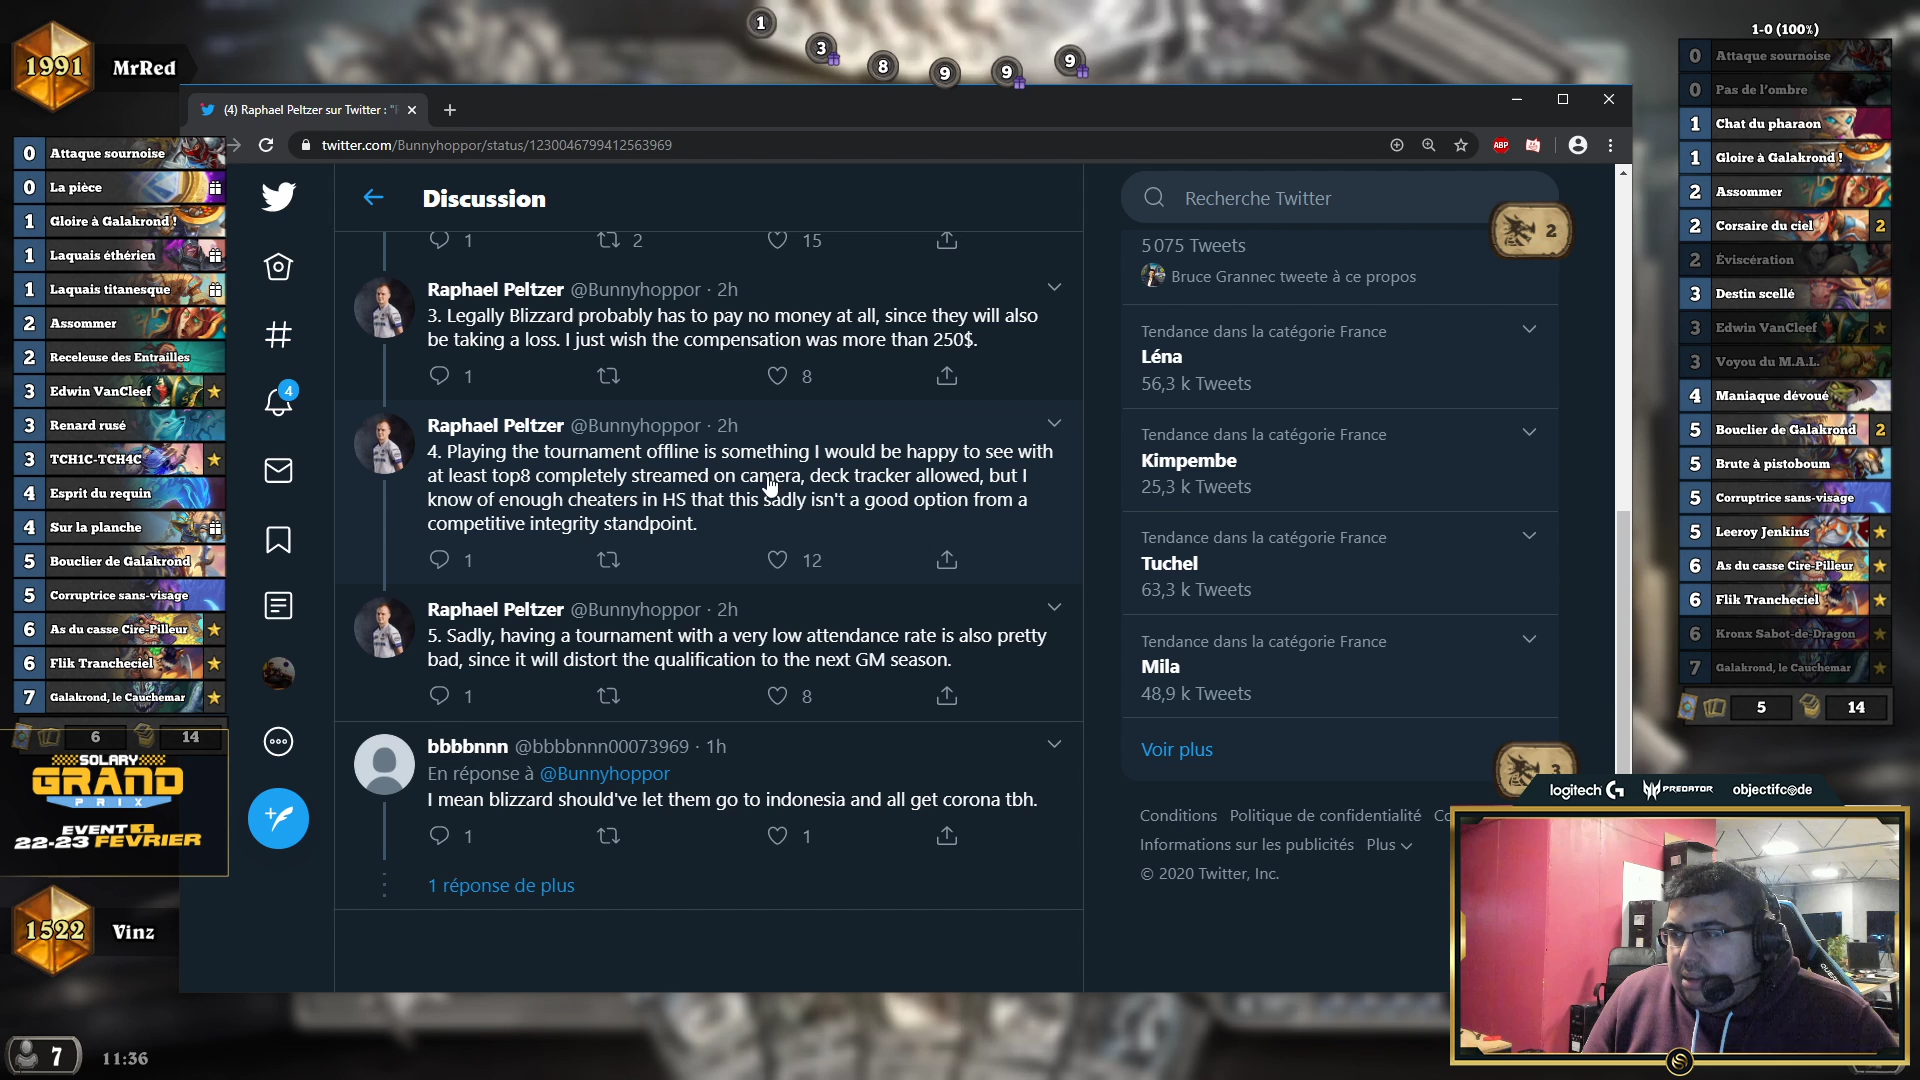 1991
MrRed
1
3
8
9
9
9
1-0 (100%)
(4) Raphael Peltzer sur Twitter : "
twitter.com/Bunnyhoppor/status/1230046799412563969
ABP
0 Attaque sournoise
0 La pièce
1 Gloire à Galakrond !
1 Laquais éthérien
1 Laquais titanesque
2 Assommer
2 Receleuse des Entrailles
3 Edwin VanCleef
3 Renard rusé
3 TCH1C-TCH4C
4 Esprit du requin
4 Sur la planche
5 Bouclier de Galakrond
5 Corruptrice sans-visage
6 As du casse Cire-Pilleur
6 Flik Trancheciel
7 Galakrond, le Cauchemar
6 14
SOLARY
GRAND
PRIX
EVENT 1
22-23 FEVRIER
1522
Vinz
7
11:36
4
Discussion
1 2 15
Raphael Peltzer @Bunnyhoppor · 2h
3. Legally Blizzard probably has to pay no money at all, since they will also
be taking a loss. I just wish the compensation was more than 250$.
1 8
Raphael Peltzer @Bunnyhoppor · 2h
4. Playing the tournament offline is something I would be happy to see with
at least top8 completely streamed on camera, deck tracker allowed, but I
know of enough cheaters in HS that this sadly isn't a good option from a
competitive integrity standpoint.
1 12
Raphael Peltzer @Bunnyhoppor · 2h
5. Sadly, having a tournament with a very low attendance rate is also pretty
bad, since it will distort the qualification to the next GM season.
1 8
bbbbnnn @bbbbnnn00073969 · 1h
En réponse à @Bunnyhoppor
I mean blizzard should've let them go to indonesia and all get corona tbh.
1 1
1 réponse de plus
Recherche Twitter
2
5 075 Tweets
Bruce Grannec tweete à ce propos
Tendance dans la catégorie France
Léna
56,3 k Tweets
Tendance dans la catégorie France
Kimpembe
25,3 k Tweets
Tendance dans la catégorie France
Tuchel
63,3 k Tweets
Tendance dans la catégorie France
Mila
48,9 k Tweets
Voir plus
3
Conditions Politique de confidentialité
Informations sur les publicités Plus
© 2020 Twitter, Inc.
0 Attaque sournoise
0 Pas de l'ombre
1 Chat du pharaon
1 Gloire à Galakrond !
2 Assommer
2 Corsaire du ciel 2
2 Éviscération
3 Destin scellé
3 Edwin VanCleef
3 Voyou du M.A.L.
4 Maniaque dévoué
5 Bouclier de Galakrond 2
5 Brute à pistoboum
5 Corruptrice sans-visage
5 Leeroy Jenkins
6 As du casse Cire-Pilleur
6 Flik Trancheciel
6 Kronx Sabot-de-Dragon
7 Galakrond, le Cauchemar
5 14
logitech G PREDATOR objectifcode